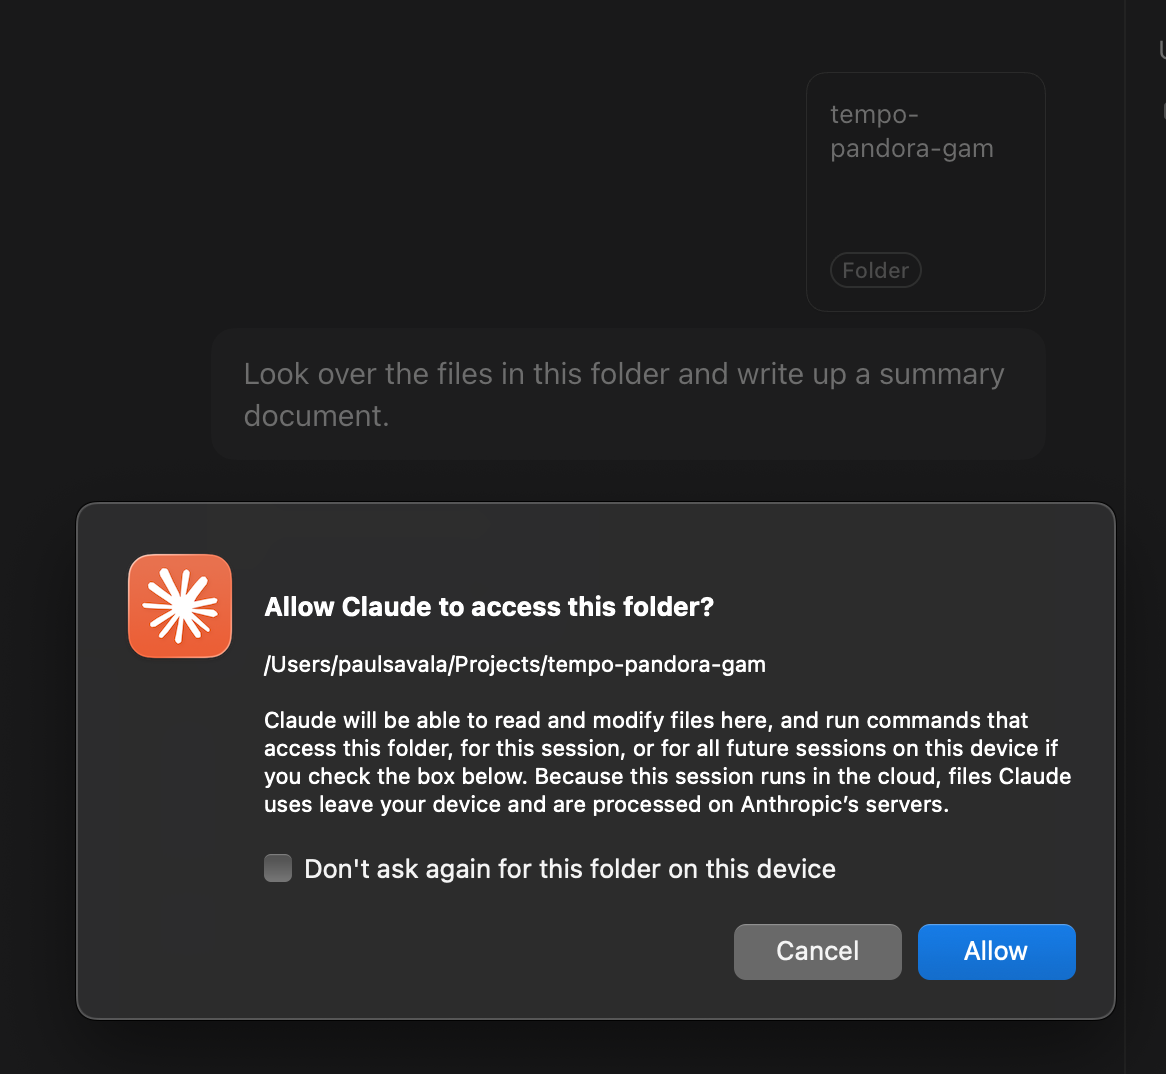 tempo-
pandora-gam
Folder
Look over the files in this folder and write up a summary
document.
Allow Claude to access this folder?
/Users/paulsavala/Projects/tempo-pandora-gam
Claude will be able to read and modify files here, and run commands that
access this folder, for this session, or for all future sessions on this device if
you check the box below. Because this session runs in the cloud, files Claude
uses leave your device and are processed on Anthropic’s servers.
Don't ask again for this folder on this device
Cancel
Allow